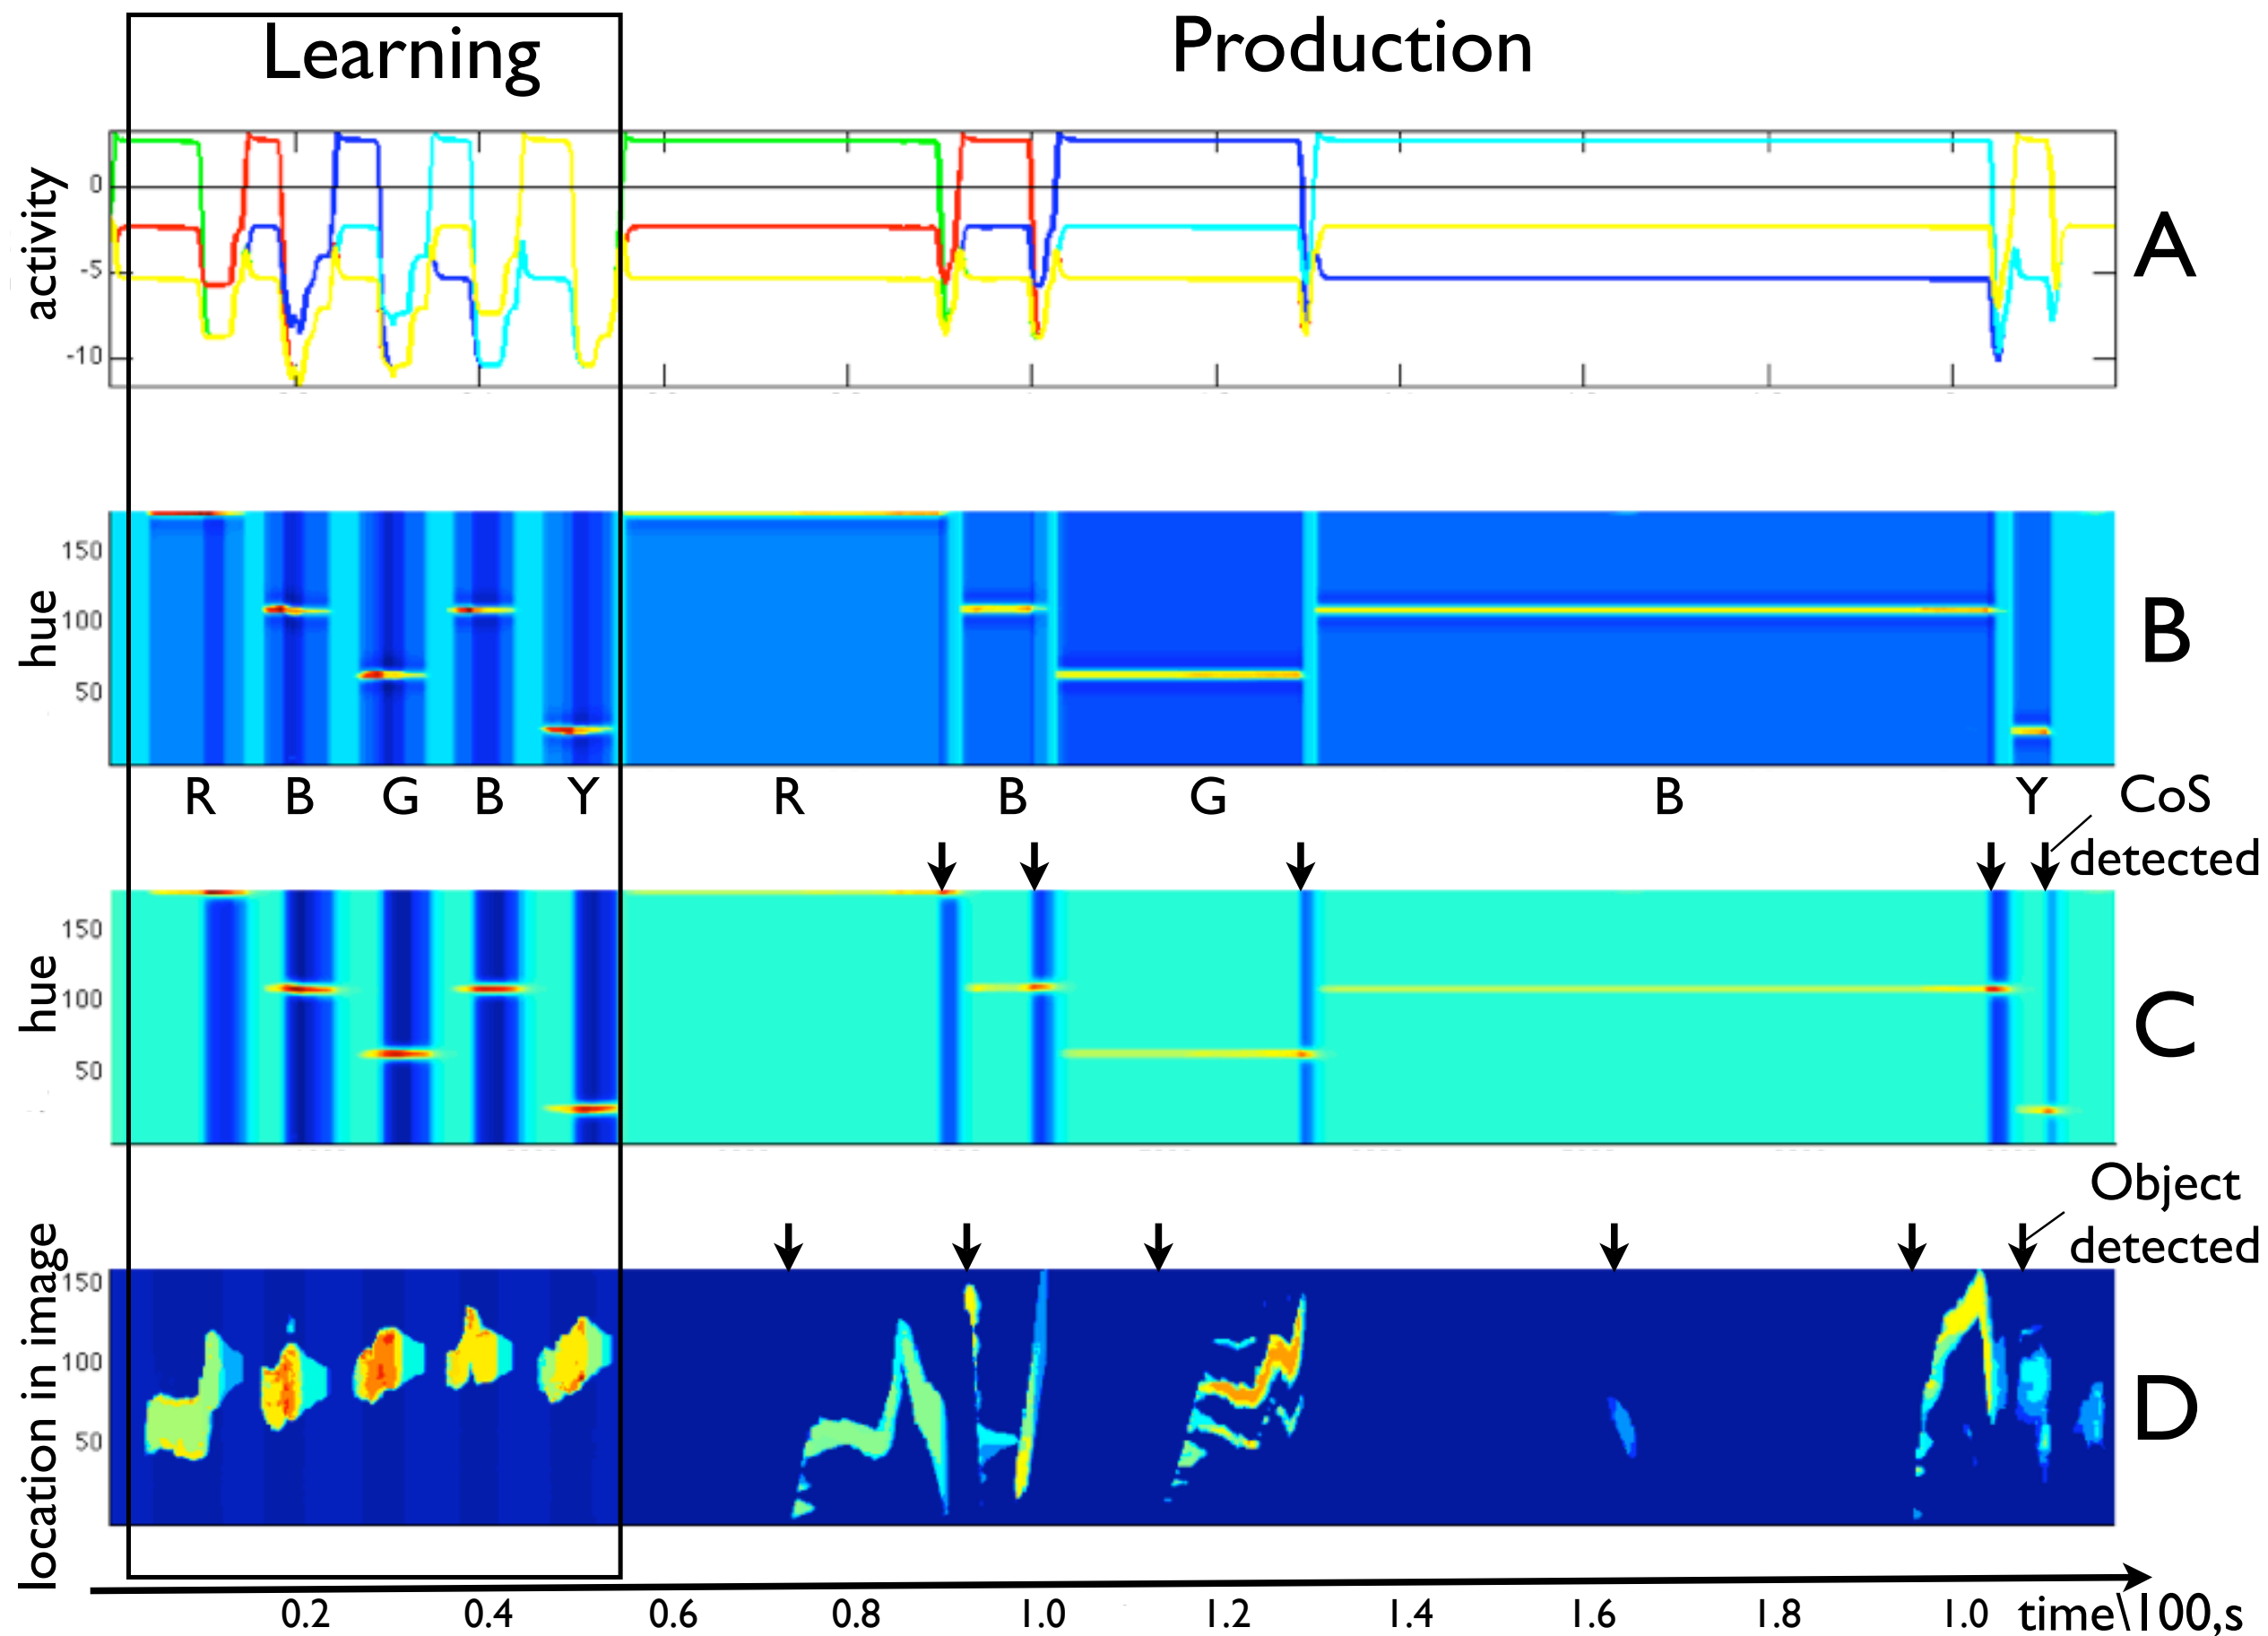 Learning
Production
activity
0
-5
-10
A
hue
150
100
50
B
R B G B Y R B G B Y
CoS
detected
hue
150
100
50
C
Object
detected
location in image
150
100
50
D
0.2 0.4 0.6 0.8 1.0 1.2 1.4 1.6 1.8 1.0 time\100,s